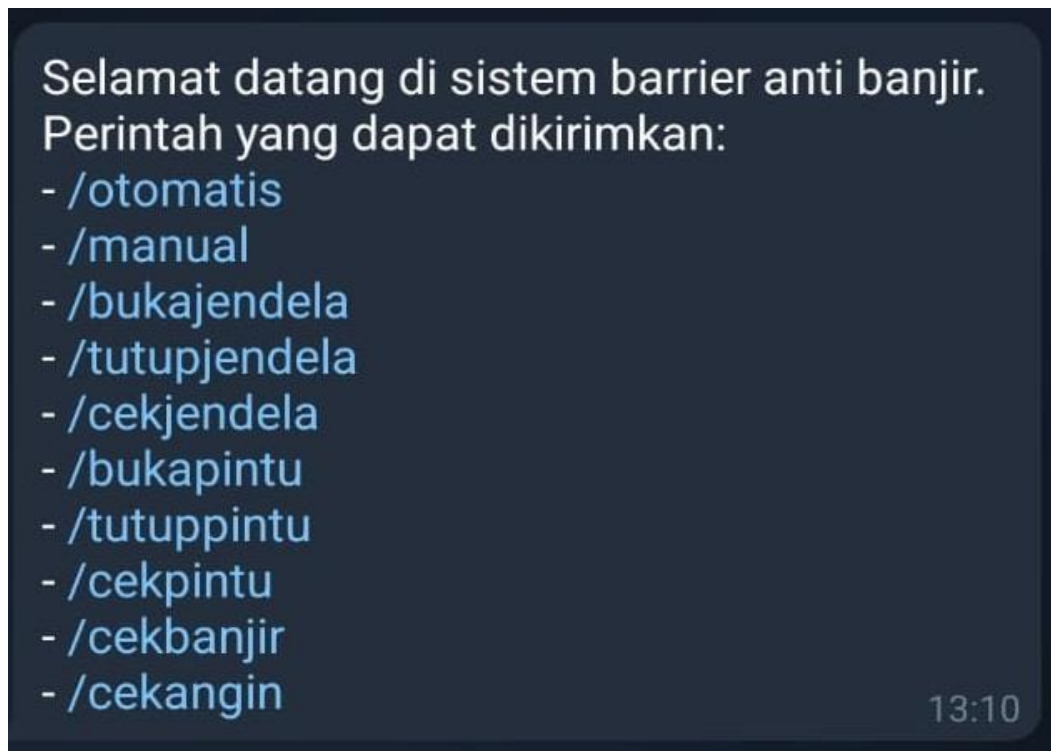 Selamat datang di sistem barrier anti banjir.
Perintah yang dapat dikirimkan:
- /otomatis
- /manual
- /bukajendela
- /tutupjendela
- /cekjendela
- /bukapintu
- /tutuppintu
- /cekpintu
- /cekbanjir
- /cekangin
13:10